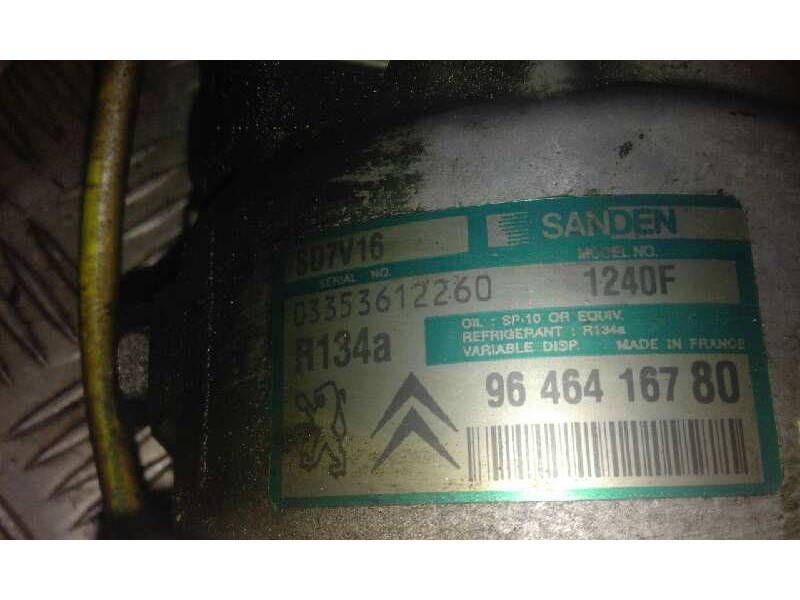 SD7V16
SANDEN
SERIAL NO.
MODEL NO.
03353612260
1240F
R134a
OIL : SP-10 OR EQUIV.
REFRIGERANT : R134a
VARIABLE DISP. MADE IN FRANCE
96 464 167 80